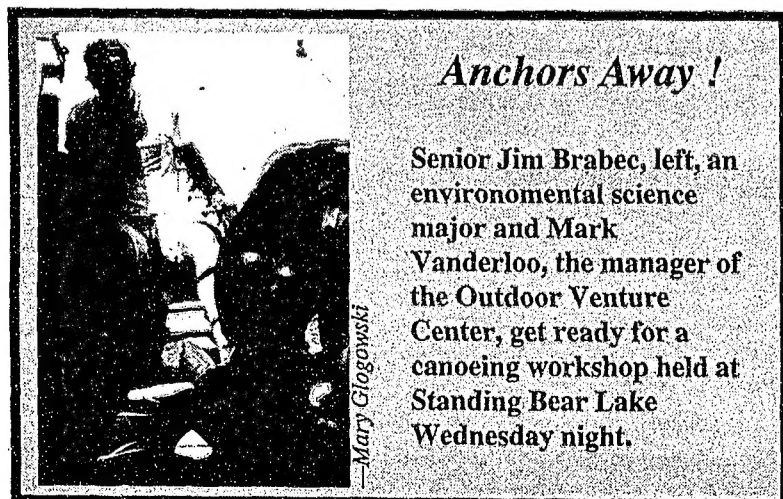 Anchors Away !
Senior Jim Brabec, left, an
environomental science
major and Mark
Vanderloo, the manager of
the Outdoor Venture
Center, get ready for a
canoeing workshop held at
Standing Bear Lake
Wednesday night.
—Mary Glogowski